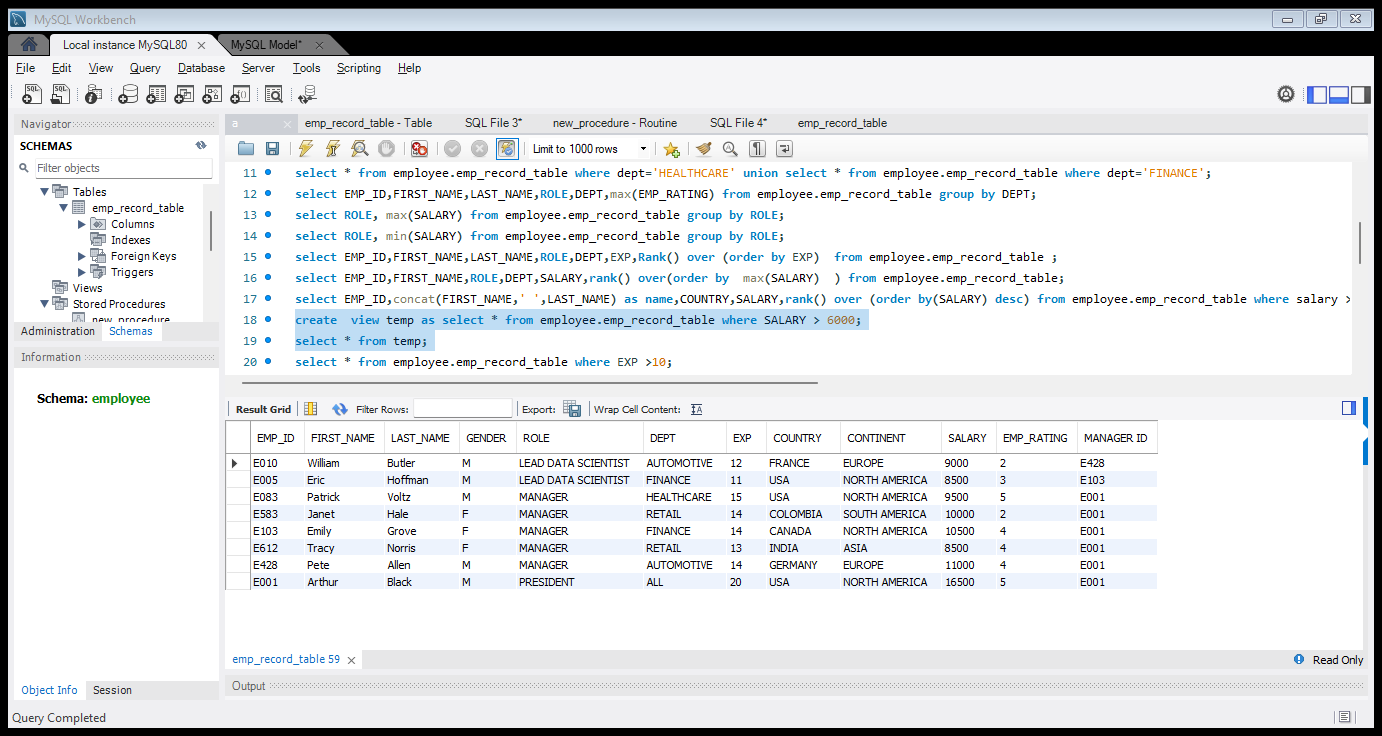 MySQL Workbench
Local instance MySQL80 MySQL Model*
File Edit View Query Database Server Tools Scripting Help
Navigator
SCHEMAS
Filter objects
Tables
emp_record_table
Columns
Indexes
Foreign Keys
Triggers
Views
Stored Procedures
new_procedure
Administration Schemas
Information
Schema: employee
Object Info Session
a emp_record_table - Table SQL File 3* new_procedure - Routine SQL File 4* emp_record_table
Limit to 1000 rows
11 select * from employee.emp_record_table where dept='HEALTHCARE' union select * from employee.emp_record_table where dept='FINANCE';
12 select EMP_ID,FIRST_NAME,LAST_NAME,ROLE,DEPT,max(EMP_RATING) from employee.emp_record_table group by DEPT;
13 select ROLE, max(SALARY) from employee.emp_record_table group by ROLE;
14 select ROLE, min(SALARY) from employee.emp_record_table group by ROLE;
15 select EMP_ID,FIRST_NAME,LAST_NAME,ROLE,DEPT,EXP,Rank() over (order by EXP)  from employee.emp_record_table ;
16 select EMP_ID,FIRST_NAME,ROLE,DEPT,SALARY,rank() over(order by  max(SALARY)  ) from employee.emp_record_table;
17 select EMP_ID,concat(FIRST_NAME,' ',LAST_NAME) as name,COUNTRY,SALARY,rank() over (order by(SALARY) desc) from employee.emp_record_table where salary >
18 create  view temp as select * from employee.emp_record_table where SALARY > 6000;
19 select * from temp;
20 select * from employee.emp_record_table where EXP >10;
Result Grid Filter Rows: Export: Wrap Cell Content:
EMP_ID FIRST_NAME LAST_NAME GENDER ROLE DEPT EXP COUNTRY CONTINENT SALARY EMP_RATING MANAGER ID
E010 William Butler M LEAD DATA SCIENTIST AUTOMOTIVE 12 FRANCE EUROPE 9000 2 E428
E005 Eric Hoffman M LEAD DATA SCIENTIST FINANCE 11 USA NORTH AMERICA 8500 3 E103
E083 Patrick Voltz M MANAGER HEALTHCARE 15 USA NORTH AMERICA 9500 5 E001
E583 Janet Hale F MANAGER RETAIL 14 COLOMBIA SOUTH AMERICA 10000 2 E001
E103 Emily Grove F MANAGER FINANCE 14 CANADA NORTH AMERICA 10500 4 E001
E612 Tracy Norris F MANAGER RETAIL 13 INDIA ASIA 8500 4 E001
E428 Pete Allen M MANAGER AUTOMOTIVE 14 GERMANY EUROPE 11000 4 E001
E001 Arthur Black M PRESIDENT ALL 20 USA NORTH AMERICA 16500 5 E001
emp_record_table 59 Read Only
Output
Query Completed